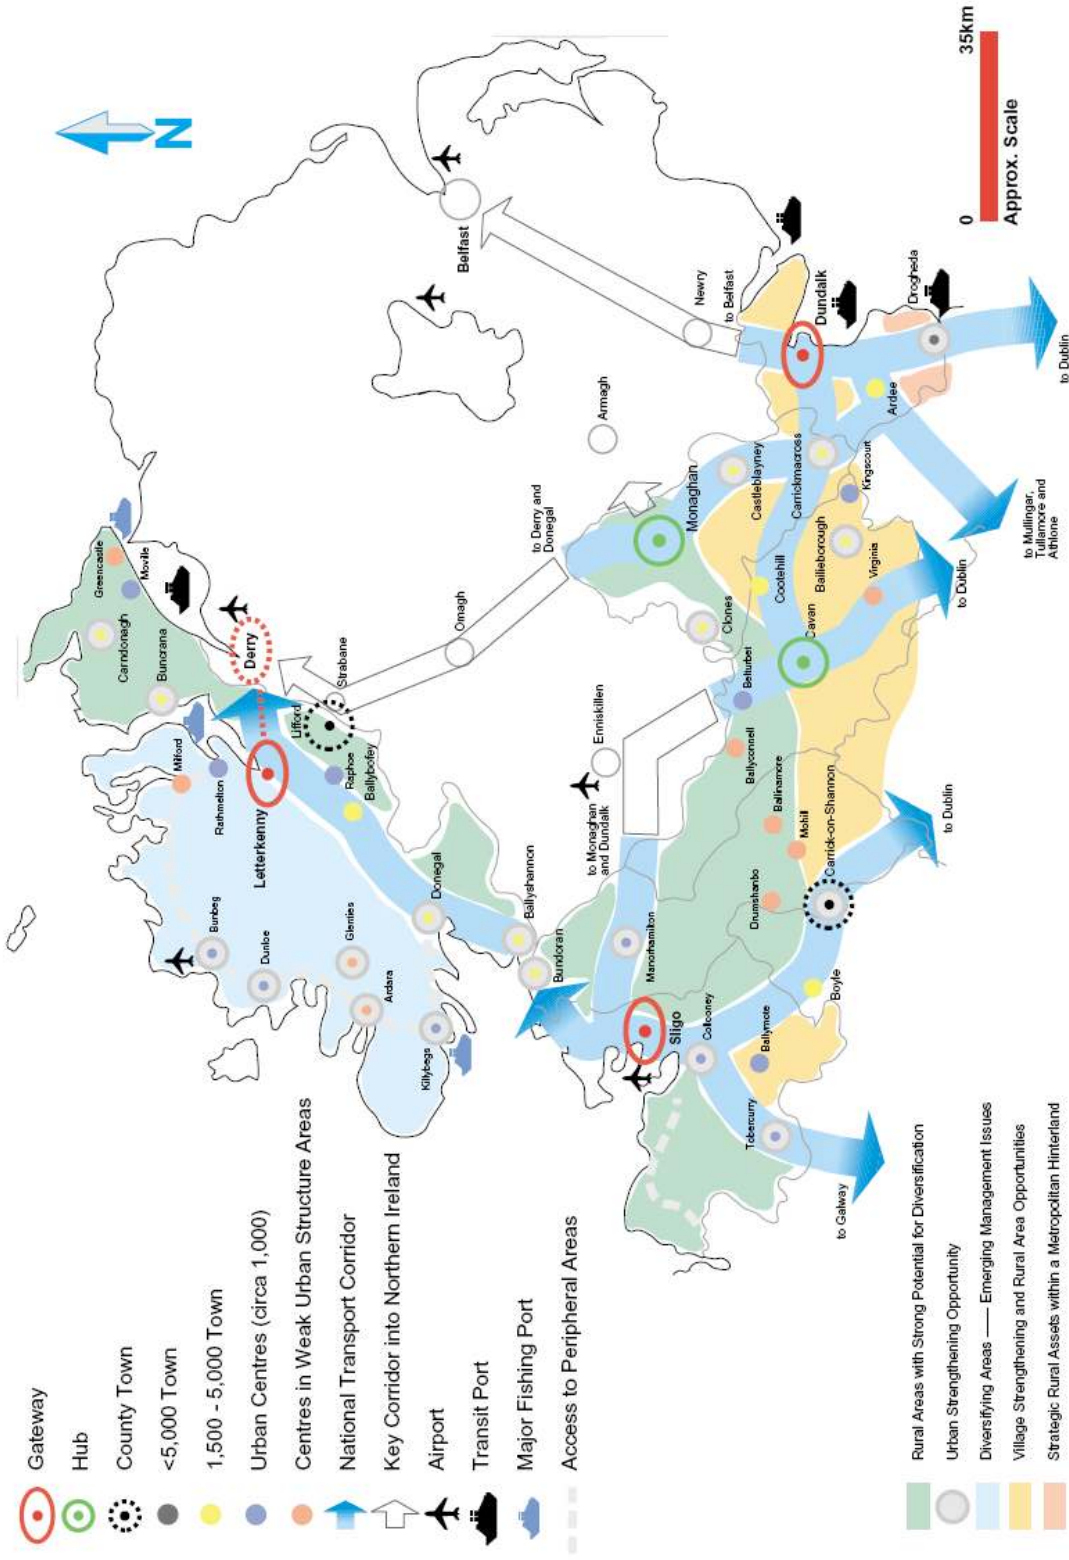 N
35km
0
Approx. Scale
Belfast
Newry
to Belfast
Dundalk
Drogheda
to Dublin
Ardee
Armagh
Castleblayney
Carrickmacross
Kingscourt
to Mullingar,
Tullamore and
Athlone
Monaghan
to Derry and
Donegal
Clones
Cootehill
Bailieborough
Virginia
to Dublin
Cavan
Belturbet
Omagh
Strabane
Derry
Greencastle
Moville
Carndonagh
Buncrana
Lifford
Raphoe
Ballybofey
Milford
Rathmelton
Letterkenny
Enniskillen
Ballyconnell
Ballinamore
Mohill
Carrick-on-Shannon
to Dublin
Drumshanbo
to Monaghan
and Dundalk
Donegal
Ballyshannon
Bundoran
Manorhamilton
Bunbeg
Dunloe
Glenties
Ardara
Killybegs
Sligo
Collooney
Ballymote
Boyle
Tobercurry
to Galway
Gateway
Hub
County Town
<5,000 Town
1,500 - 5,000 Town
Urban Centres (circa 1,000)
Centres in Weak Urban Structure Areas
National Transport Corridor
Key Corridor into Northern Ireland
Airport
Transit Port
Major Fishing Port
Access to Peripheral Areas
Rural Areas with Strong Potential for Diversification
Urban Strengthening Opportunity
Diversifying Areas —— Emerging Management Issues
Village Strengthening and Rural Area Opportunities
Strategic Rural Assets within a Metropolitan Hinterland